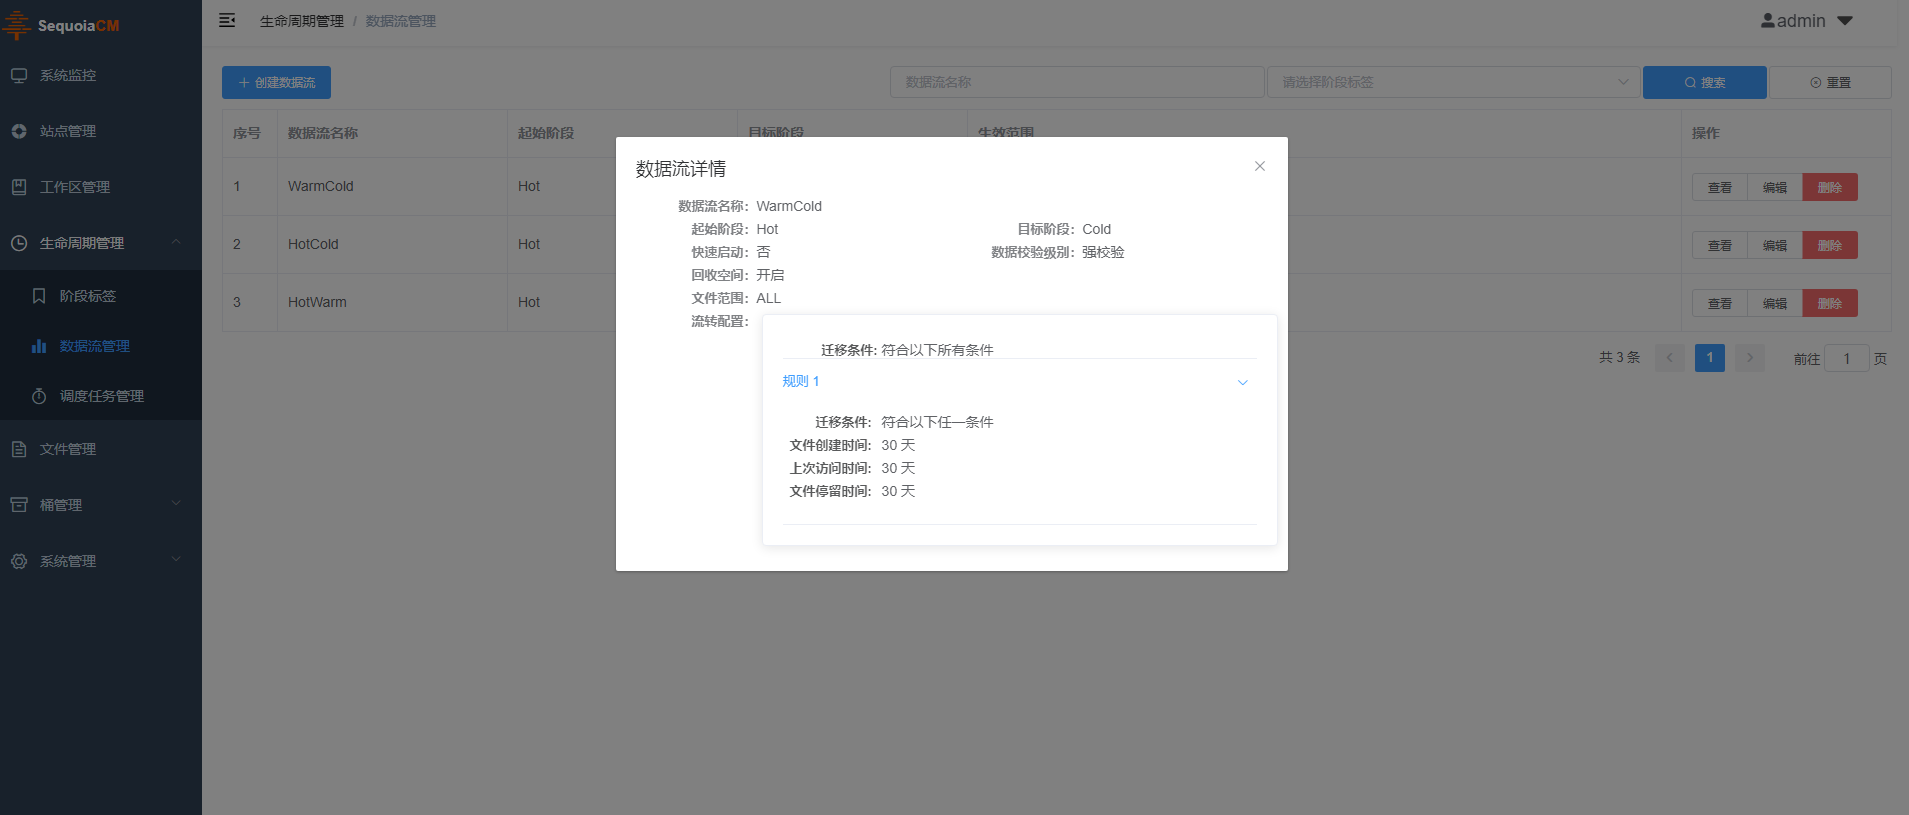 SequoiaCM
生命周期管理 / 数据流管理
admin
系统监控
站点管理
工作区管理
生命周期管理
阶段标签
数据流管理
调度任务管理
文件管理
桶管理
系统管理
创建数据流
数据流名称
请选择阶段标签
搜索
重置
序号 数据流名称 起始阶段 目标阶段 生效范围 操作
1 WarmCold Hot 查看 编辑 删除
2 HotCold Hot 查看 编辑 删除
3 HotWarm Hot 查看 编辑 删除
共 3 条 1 前往 1 页
数据流详情
数据流名称: WarmCold
起始阶段: Hot 目标阶段: Cold
快速启动: 否 数据校验级别: 强校验
回收空间: 开启
文件范围: ALL
流转配置:
迁移条件: 符合以下所有条件
规则 1
迁移条件: 符合以下任一条件
文件创建时间: 30 天
上次访问时间: 30 天
文件停留时间: 30 天